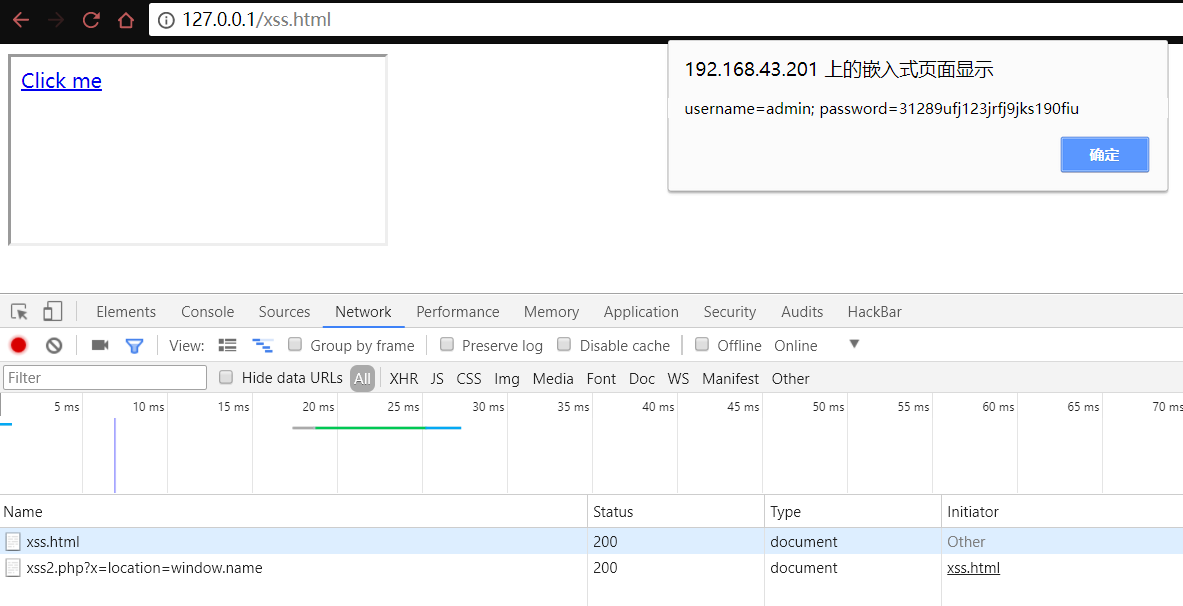 127.0.0.1/xss.html
Click me
192.168.43.201 上的嵌入式页面显示
username=admin; password=31289ufj123jrfj9jks190fiu
确定
Elements Console Sources Network Performance Memory Application Security Audits HackBar
View: Group by frame Preserve log Disable cache Offline Online
Filter Hide data URLs All XHR JS CSS Img Media Font Doc WS Manifest Other
5 ms 10 ms 15 ms 20 ms 25 ms 30 ms 35 ms 40 ms 45 ms 50 ms 55 ms 60 ms 65 ms 70 ms
Name Status Type Initiator
xss.html 200 document Other
xss2.php?x=location=window.name 200 document xss.html